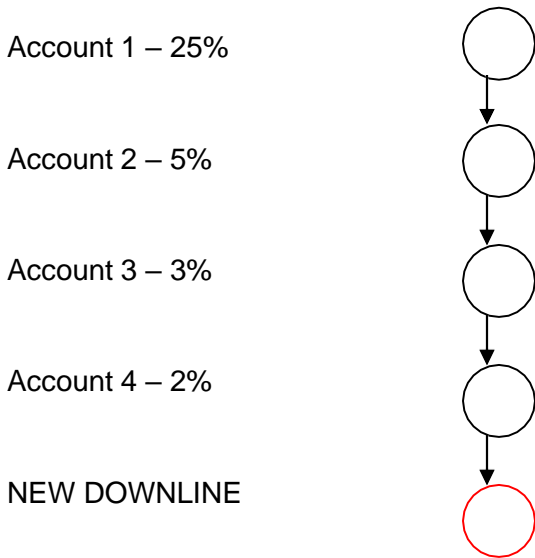 Account 1 – 25%
Account 2 – 5%
Account 3 – 3%
Account 4 – 2%
NEW DOWNLINE